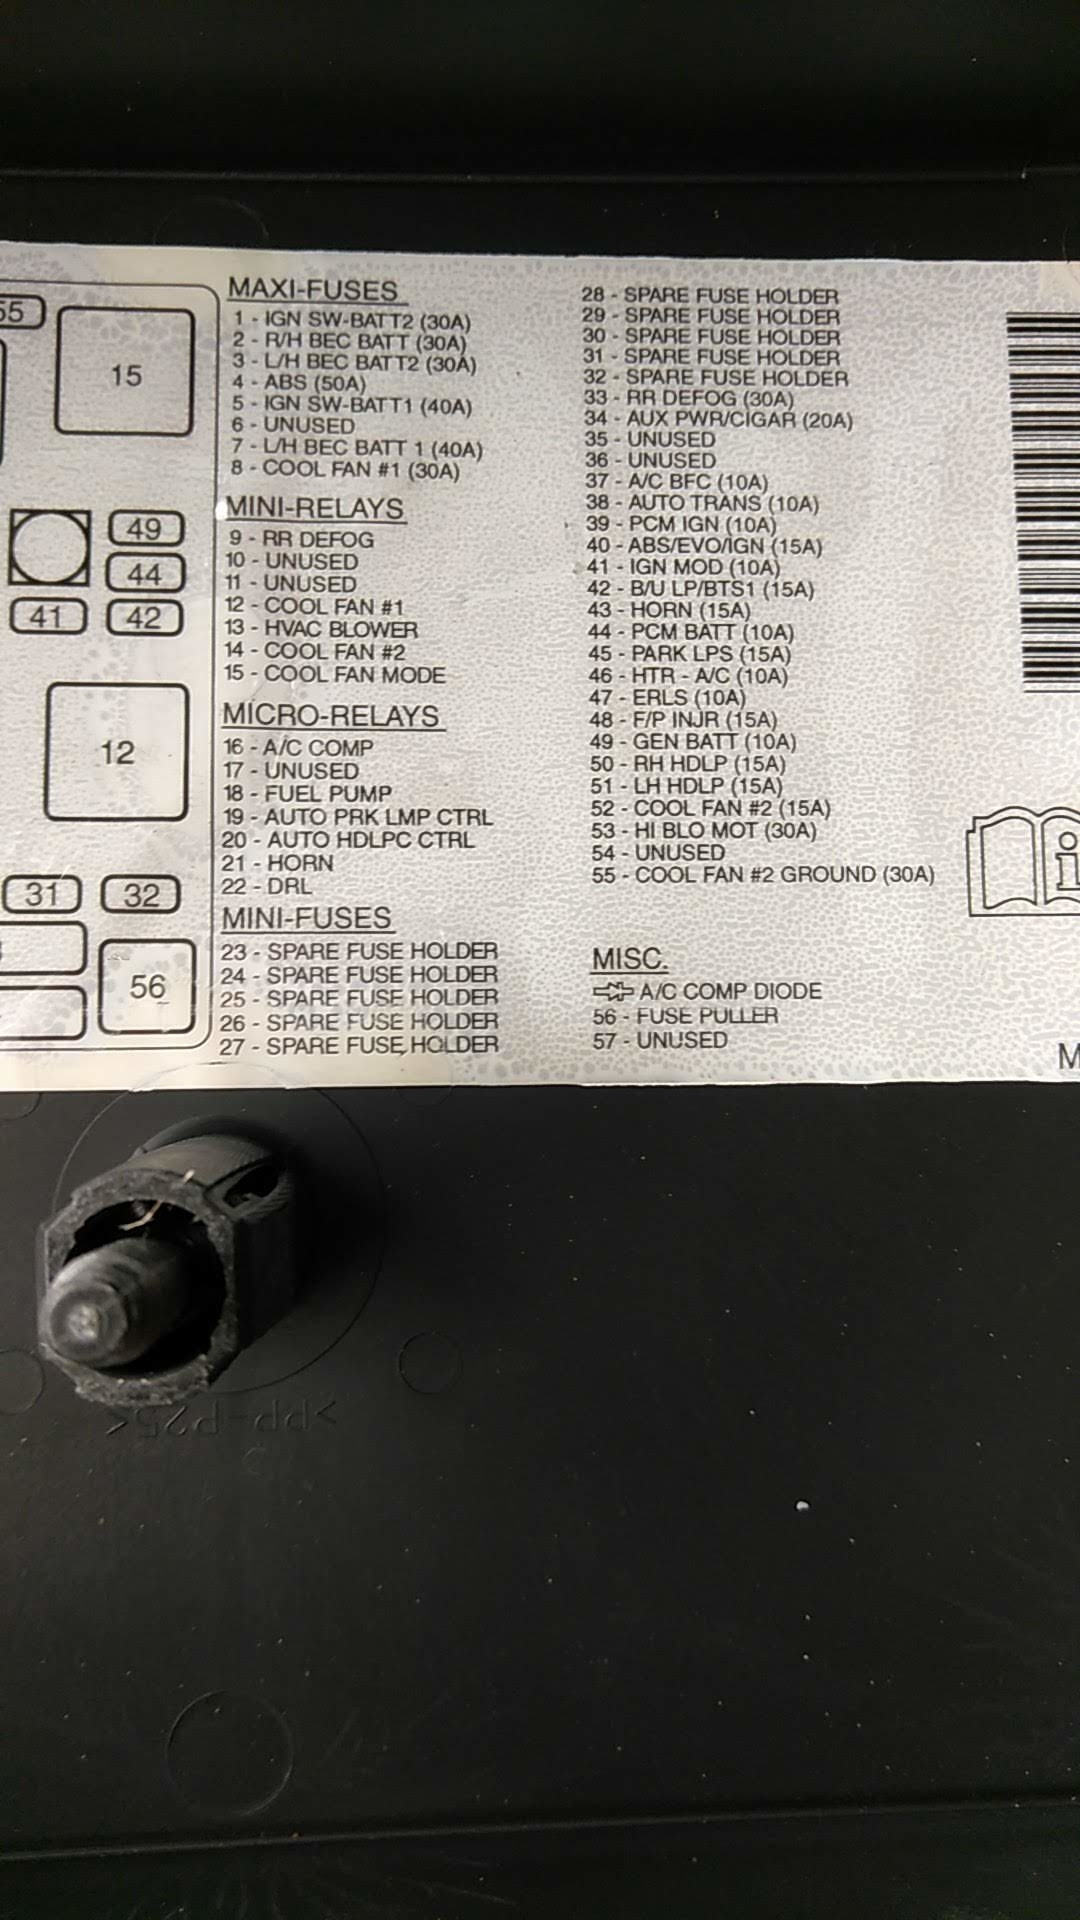 55
15
49
44
41
42
12
31
32
56
MAXI-FUSES
1 - IGN SW-BATT2 (30A)
2 - R/H BEC BATT (30A)
3 - L/H BEC BATT2 (30A)
4 - ABS (50A)
5 - IGN SW-BATT1 (40A)
6 - UNUSED
7 - L/H BEC BATT 1 (40A)
8 - COOL FAN #1 (30A)
MINI-RELAYS
9 - RR DEFOG
10 - UNUSED
11 - UNUSED
12 - COOL FAN #1
13 - HVAC BLOWER
14 - COOL FAN #2
15 - COOL FAN MODE
MICRO-RELAYS
16 - A/C COMP
17 - UNUSED
18 - FUEL PUMP
19 - AUTO PRK LMP CTRL
20 - AUTO HDLPC CTRL
21 - HORN
22 - DRL
MINI-FUSES
23 - SPARE FUSE HOLDER
24 - SPARE FUSE HOLDER
25 - SPARE FUSE HOLDER
26 - SPARE FUSE HOLDER
27 - SPARE FUSE HOLDER
28 - SPARE FUSE HOLDER
29 - SPARE FUSE HOLDER
30 - SPARE FUSE HOLDER
31 - SPARE FUSE HOLDER
32 - SPARE FUSE HOLDER
33 - RR DEFOG (30A)
34 - AUX PWR/CIGAR (20A)
35 - UNUSED
36 - UNUSED
37 - A/C BFC (10A)
38 - AUTO TRANS (10A)
39 - PCM IGN (10A)
40 - ABS/EVO/IGN (15A)
41 - IGN MOD (10A)
42 - B/U LP/BTS1 (15A)
43 - HORN (15A)
44 - PCM BATT (10A)
45 - PARK LPS (15A)
46 - HTR - A/C (10A)
47 - ERLS (10A)
48 - F/P INJR (15A)
49 - GEN BATT (10A)
50 - RH HDLP (15A)
51 - LH HDLP (15A)
52 - COOL FAN #2 (15A)
53 - HI BLO MOT (30A)
54 - UNUSED
55 - COOL FAN #2 GROUND (30A)
MISC.
A/C COMP DIODE
56 - FUSE PULLER
57 - UNUSED
i
M
>PP-P25<